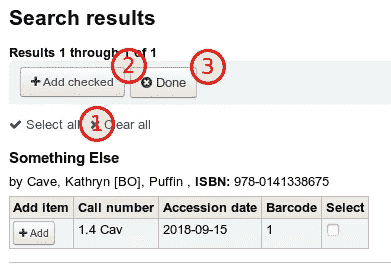 Search results
Results 1 through 1 of 1
+ Add checked 2 Done 3
Select all 1 Clear all
Something Else
by Cave, Kathryn [BO], Puffin , ISBN: 978-0141338675
Add item Call number Accession date Barcode Select
+ Add 1.4 Cav 2018-09-15 1